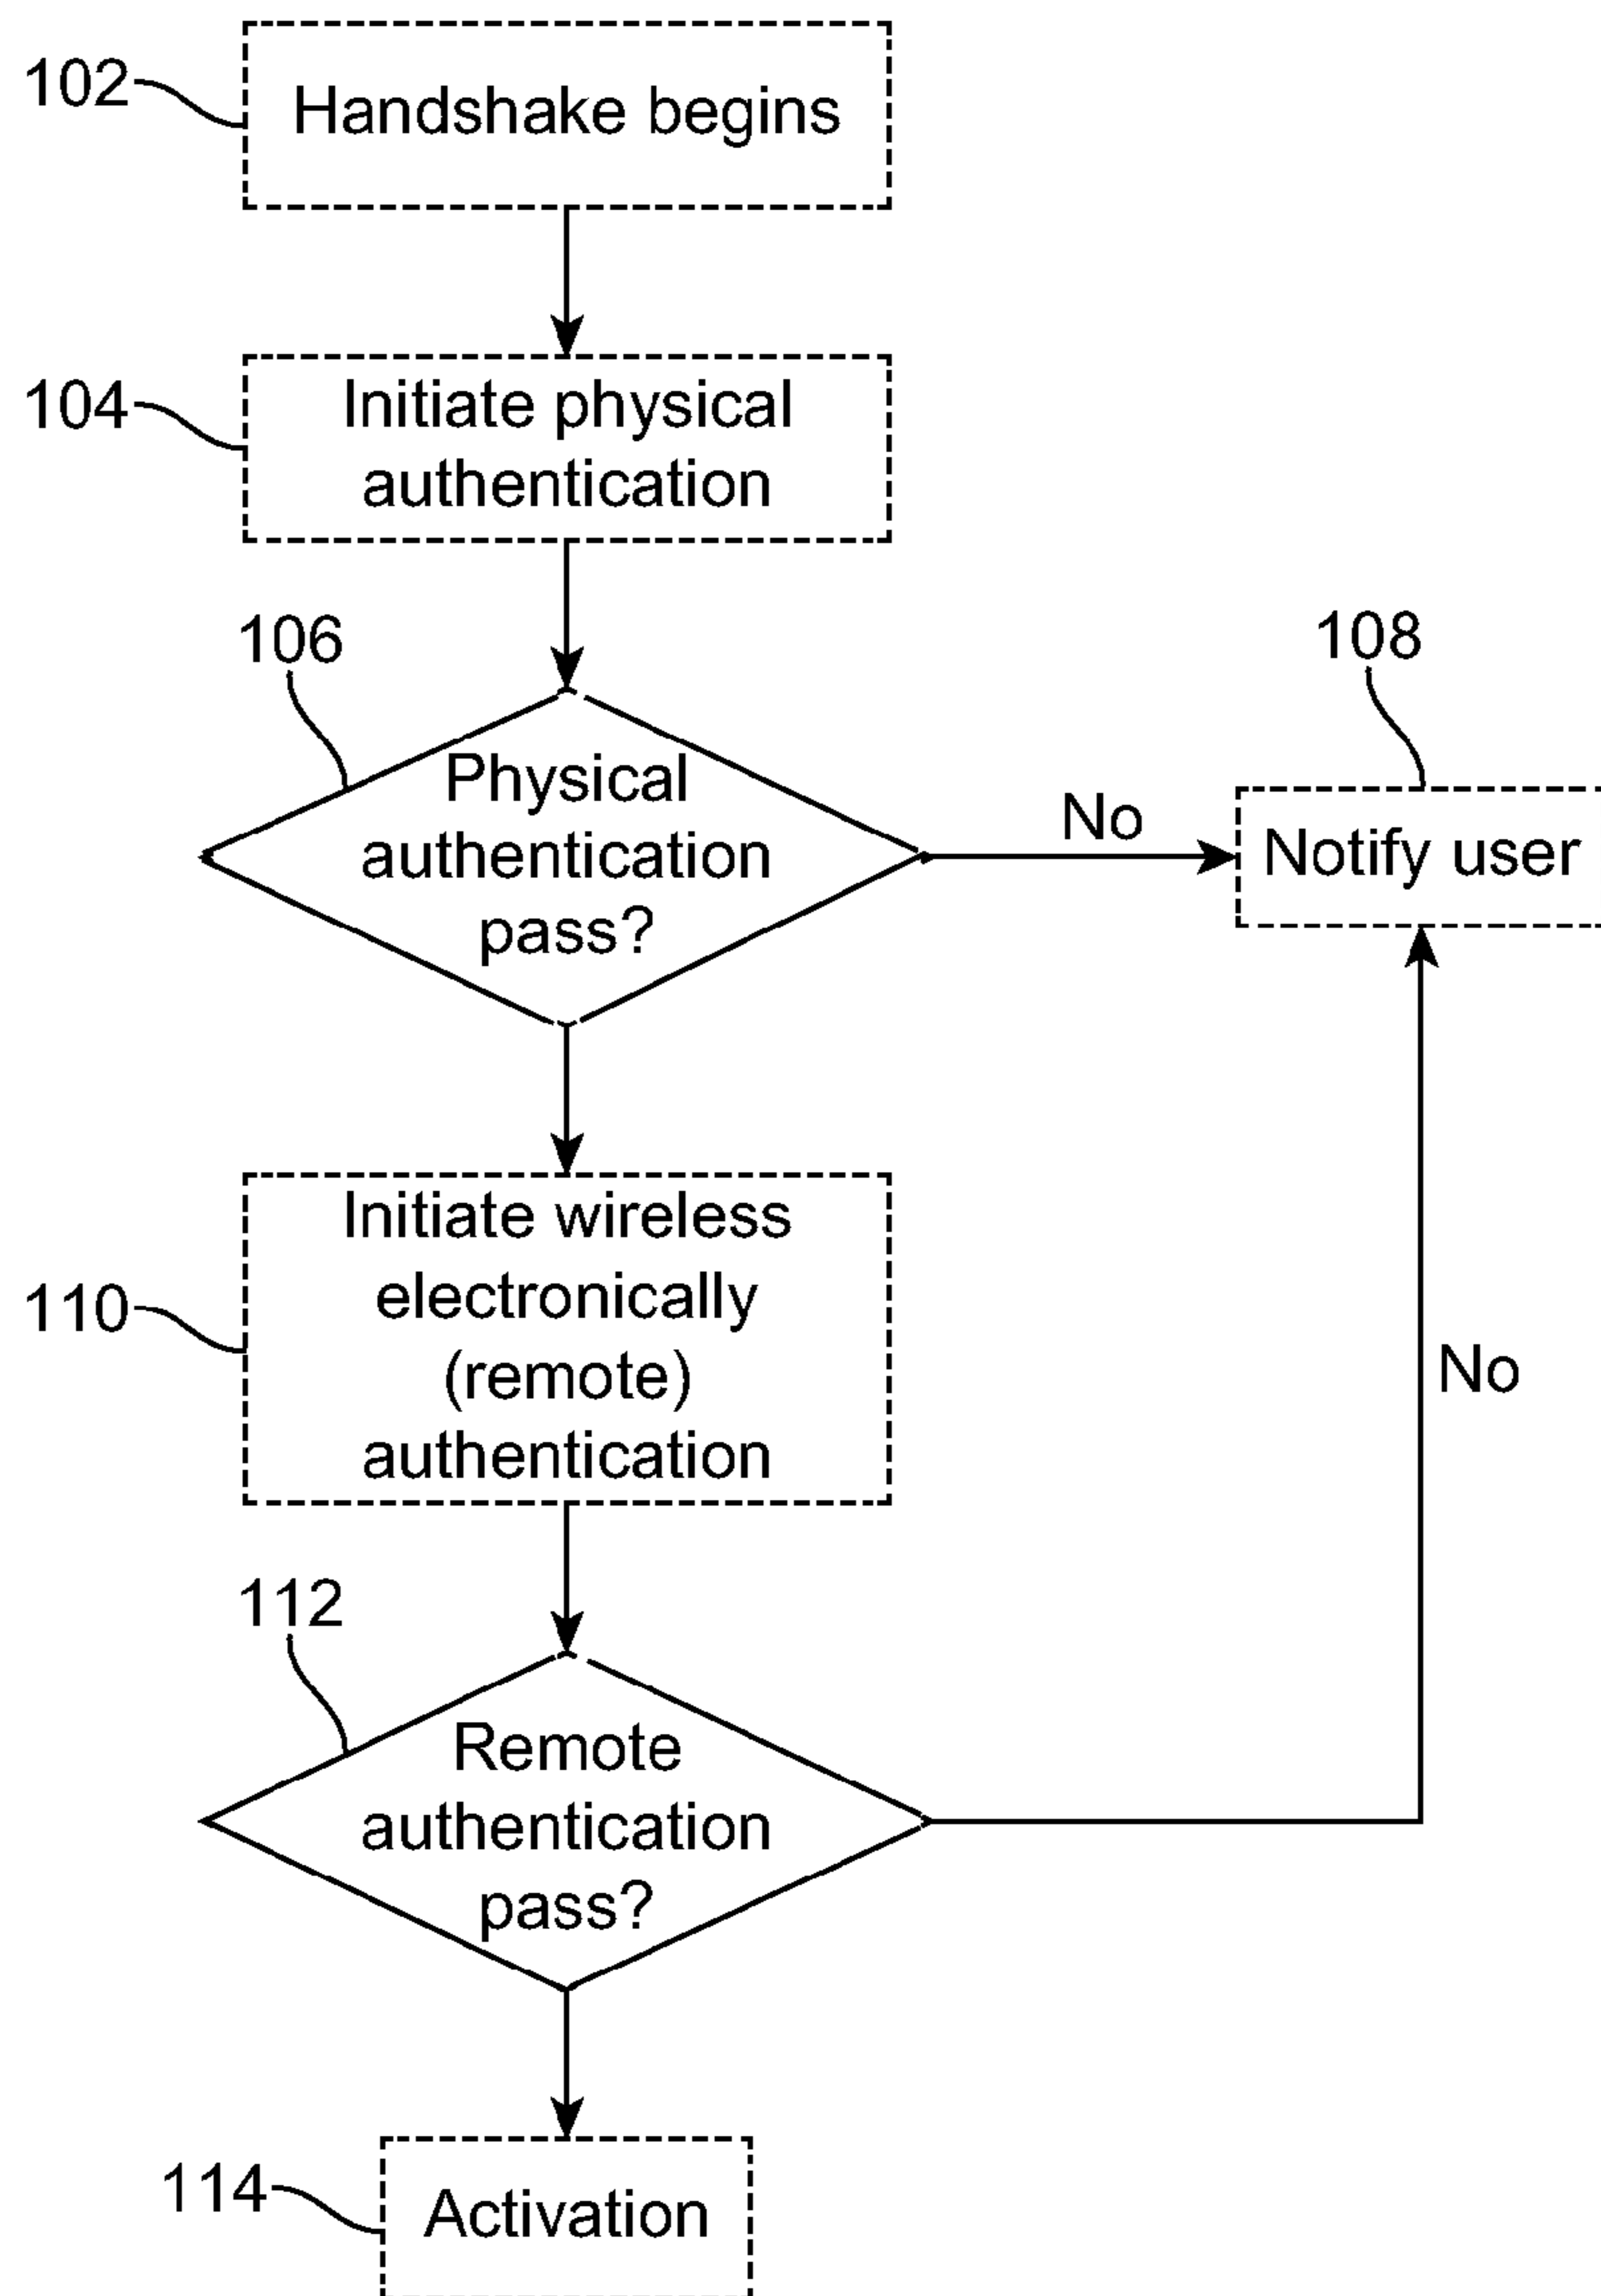 102
Handshake begins
104
Initiate physical
authentication
106
Physical
authentication
pass?
No
108
Notify user
110
Initiate wireless
electronically
(remote)
authentication
No
112
Remote
authentication
pass?
114
Activation